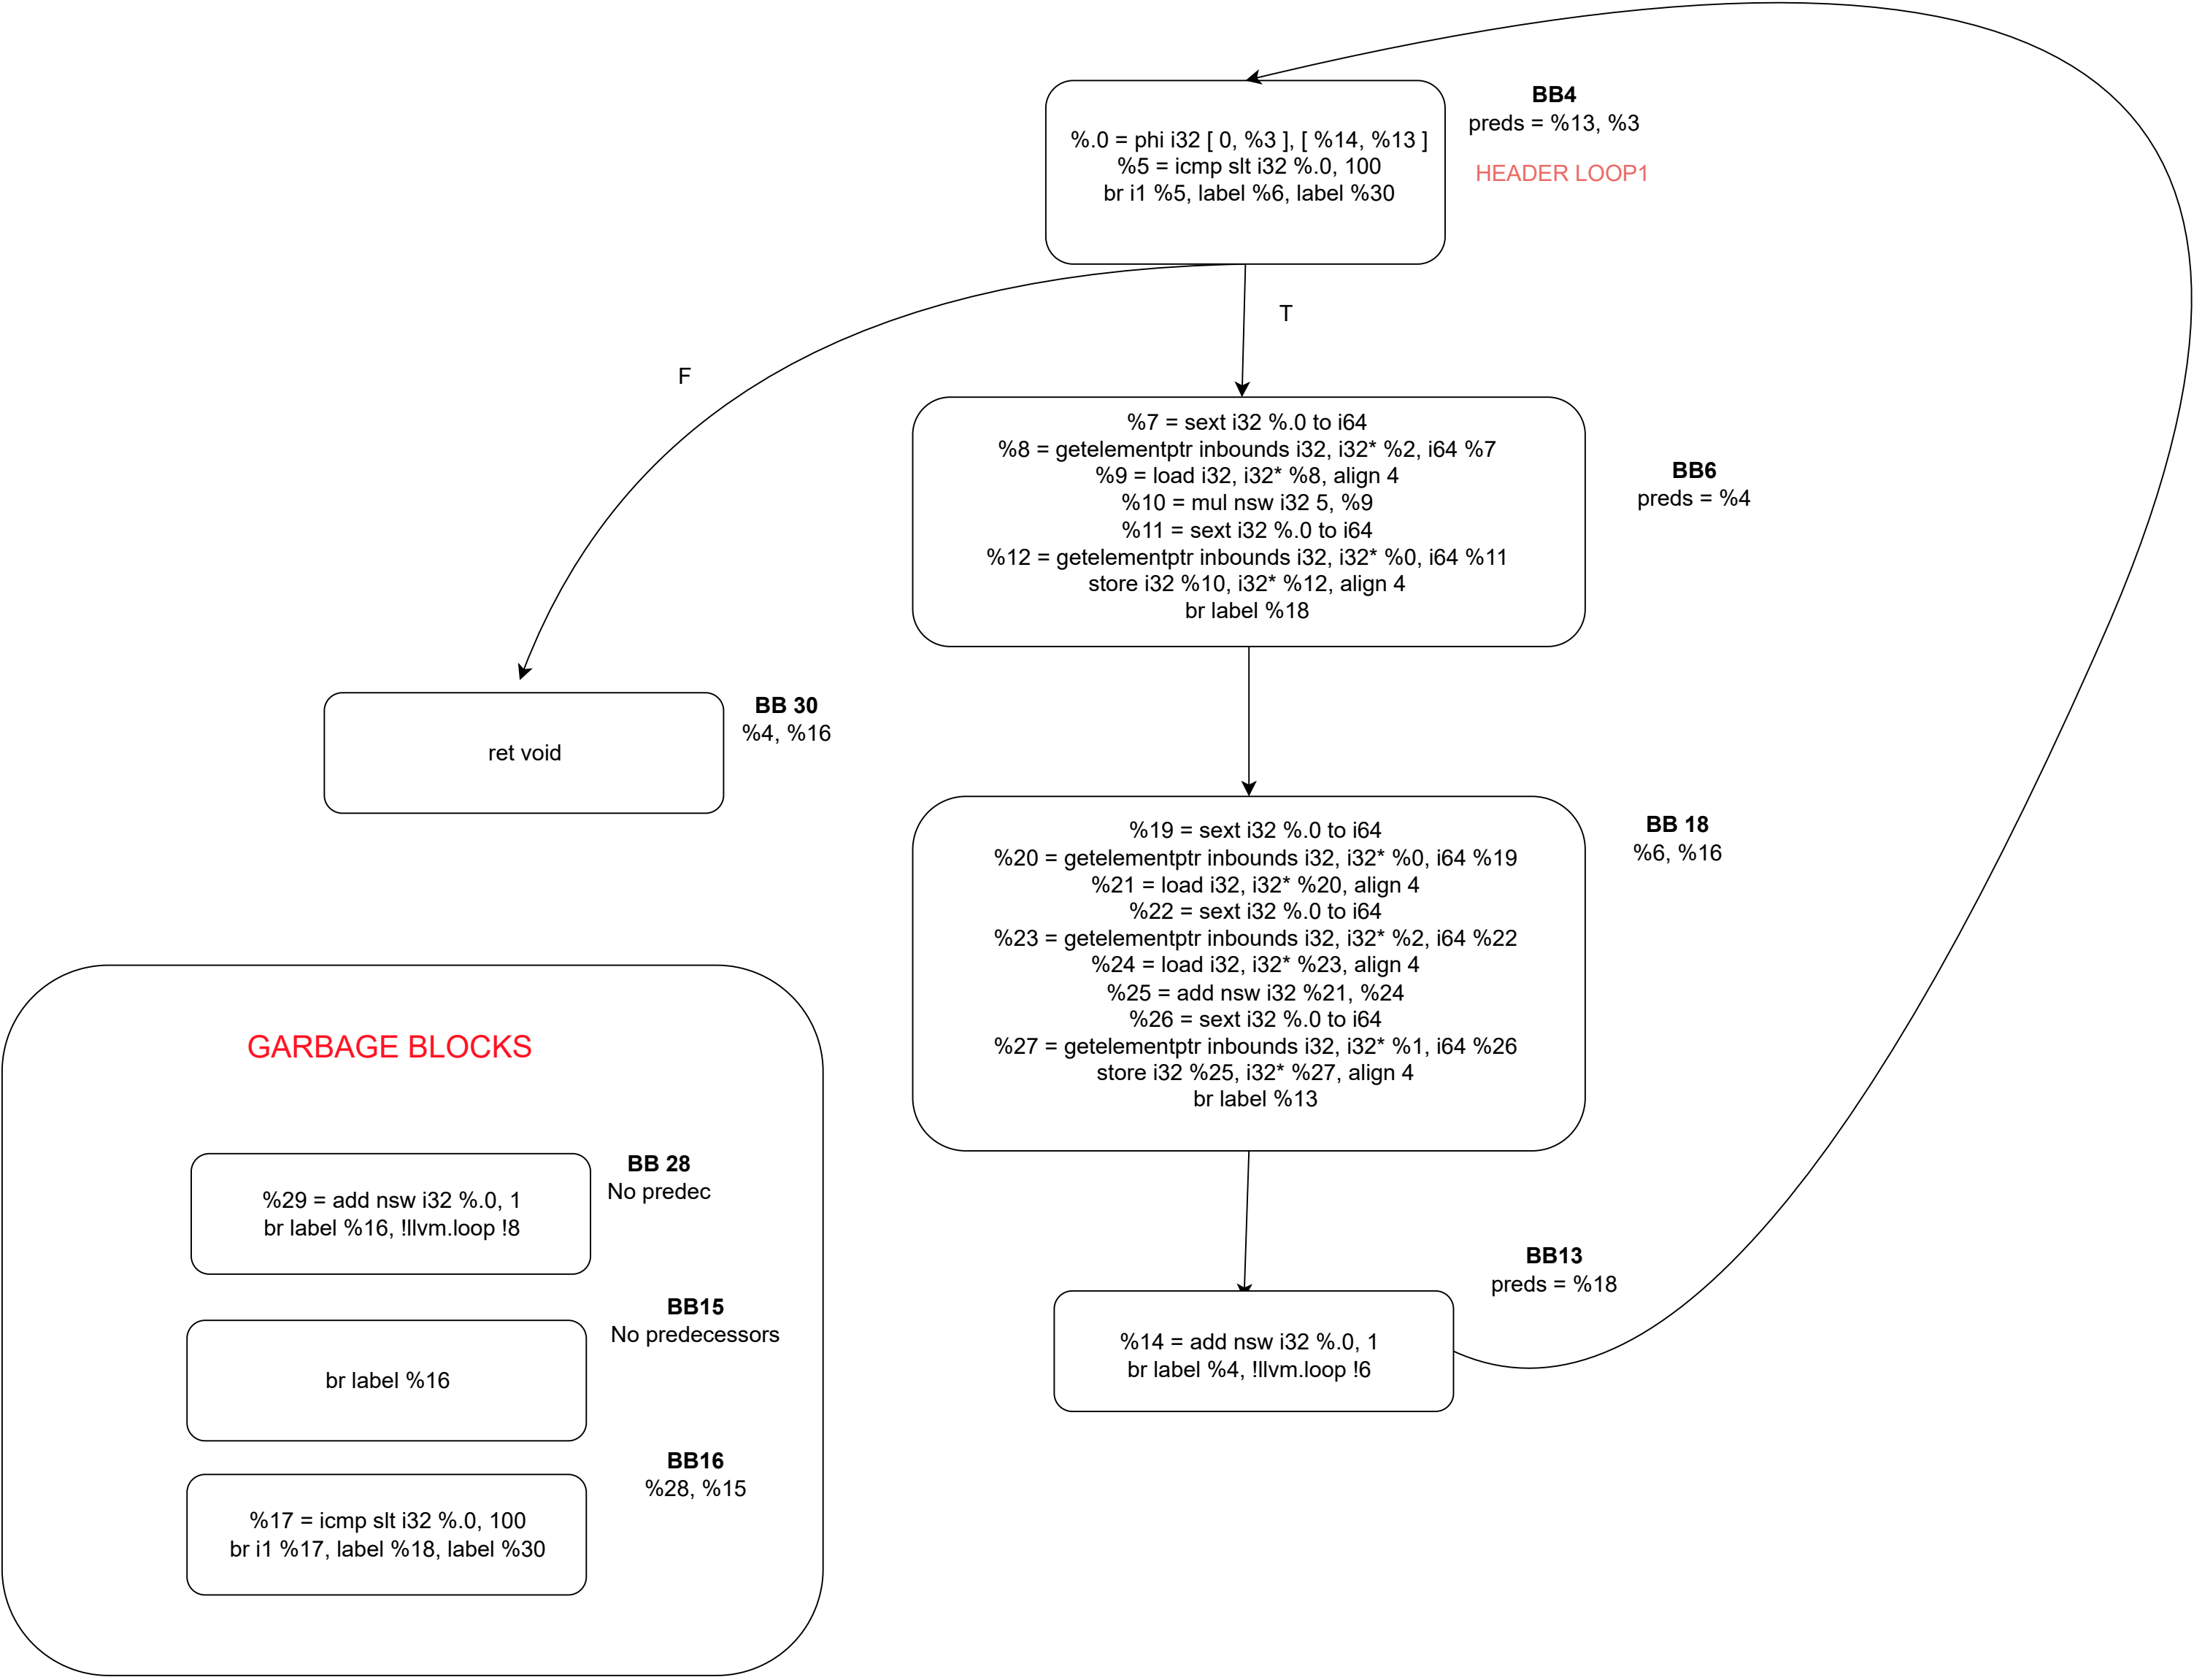 %.0 = phi i32 [ 0, %3 ], [ %14, %13 ]
%5 = icmp slt i32 %.0, 100
br i1 %5, label %6, label %30
BB4
preds = %13, %3
HEADER LOOP1
T
F
%7 = sext i32 %.0 to i64
%8 = getelementptr inbounds i32, i32* %2, i64 %7
%9 = load i32, i32* %8, align 4
%10 = mul nsw i32 5, %9
%11 = sext i32 %.0 to i64
%12 = getelementptr inbounds i32, i32* %0, i64 %11
store i32 %10, i32* %12, align 4
br label %18
BB6
preds = %4
ret void
BB 30
%4, %16
%19 = sext i32 %.0 to i64
%20 = getelementptr inbounds i32, i32* %0, i64 %19
%21 = load i32, i32* %20, align 4
%22 = sext i32 %.0 to i64
%23 = getelementptr inbounds i32, i32* %2, i64 %22
%24 = load i32, i32* %23, align 4
%25 = add nsw i32 %21, %24
%26 = sext i32 %.0 to i64
%27 = getelementptr inbounds i32, i32* %1, i64 %26
store i32 %25, i32* %27, align 4
br label %13
BB 18
%6, %16
%14 = add nsw i32 %.0, 1
br label %4, !llvm.loop !6
BB13
preds = %18
GARBAGE BLOCKS
%29 = add nsw i32 %.0, 1
br label %16, !llvm.loop !8
BB 28
No predec
br label %16
BB15
No predecessors
%17 = icmp slt i32 %.0, 100
br i1 %17, label %18, label %30
BB16
%28, %15